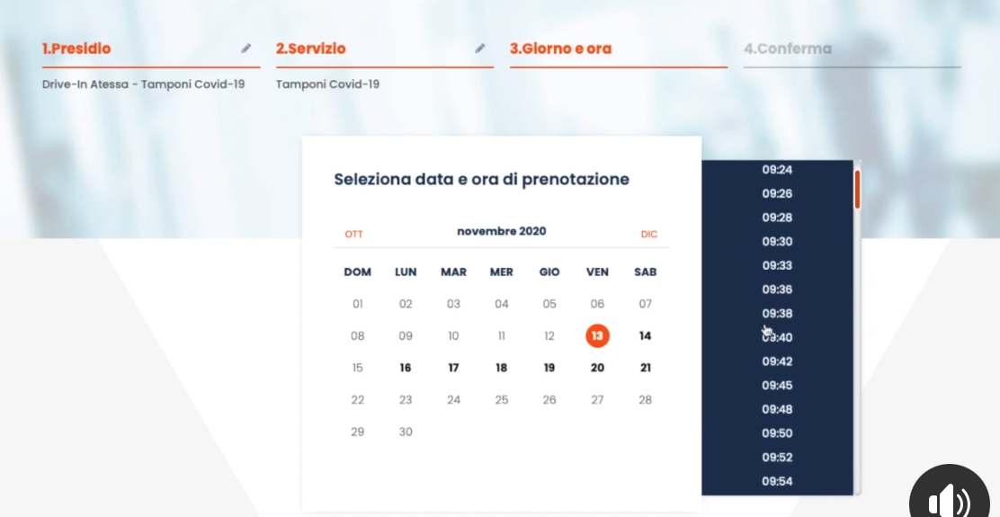 1.Presidio
2.Servizio
3.Giorno e ora
4.Conferma
Drive-In Atessa - Tamponi Covid-19
Tamponi Covid-19
Seleziona data e ora di prenotazione
OTT
novembre 2020
DIC
DOM LUN MAR MER GIO VEN SAB
01 02 03 04 05 06 07
08 09 10 11 12 13 14
15 16 17 18 19 20 21
22 23 24 25 26 27 28
29 30
09:24
09:26
09:28
09:30
09:33
09:36
09:38
09:40
09:42
09:45
09:48
09:50
09:52
09:54